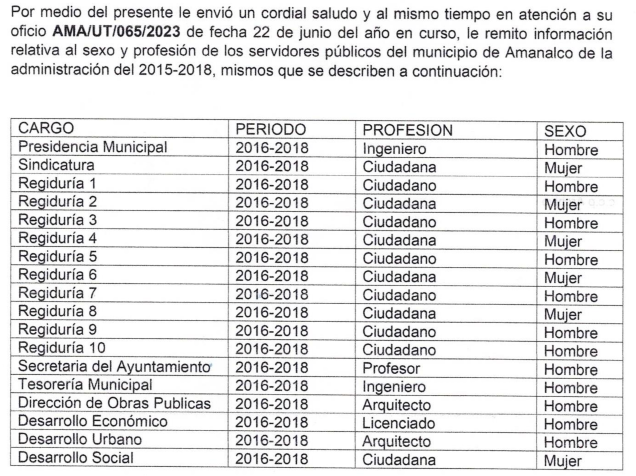 Por medio del presente le envió un cordial saludo y al mismo tiempo en atención a su
oficio AMA/UT/065/2023 de fecha 22 de junio del año en curso, le remito información
relativa al sexo y profesión de los servidores públicos del municipio de Amanalco de la
administración del 2015-2018, mismos que se describen a continuación:
CARGO PERIODO PROFESION SEXO
Presidencia Municipal 2016-2018 Ingeniero Hombre
Sindicatura 2016-2018 Ciudadana Mujer
Regiduría 1 2016-2018 Ciudadano Hombre
Regiduría 2 2016-2018 Ciudadana Mujer
Regiduría 3 2016-2018 Ciudadano Hombre
Regiduría 4 2016-2018 Ciudadana Mujer
Regiduría 5 2016-2018 Ciudadano Hombre
Regiduría 6 2016-2018 Ciudadana Mujer
Regiduría 7 2016-2018 Ciudadano Hombre
Regiduría 8 2016-2018 Ciudadana Mujer
Regiduría 9 2016-2018 Ciudadano Hombre
Regiduría 10 2016-2018 Ciudadano Hombre
Secretaria del Ayuntamiento 2016-2018 Profesor Hombre
Tesorería Municipal 2016-2018 Ingeniero Hombre
Dirección de Obras Publicas 2016-2018 Arquitecto Hombre
Desarrollo Económico 2016-2018 Licenciado Hombre
Desarrollo Urbano 2016-2018 Arquitecto Hombre
Desarrollo Social 2016-2018 Ciudadana Mujer